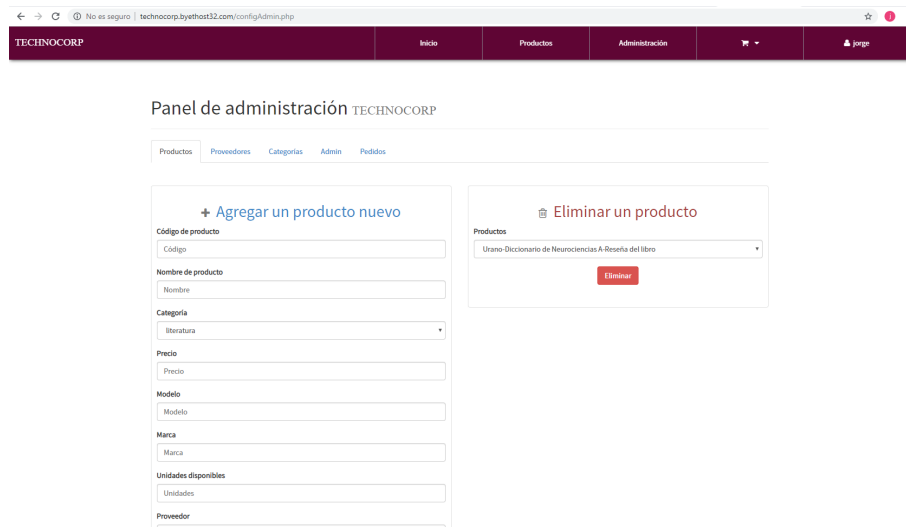 No es seguro | technocorp.byethost32.com/configAdmin.php
TECHNOCORP Inicio Productos Administración jorge
Panel de administración TECHNOCORP
Productos Proveedores Categorías Admin Pedidos
+ Agregar un producto nuevo
Código de producto
Código
Nombre de producto
Nombre
Categoría
literatura
Precio
Precio
Modelo
Modelo
Marca
Marca
Unidades disponibles
Unidades
Proveedor
Eliminar un producto
Productos
Urano-Diccionario de Neurociencias A-Reseña del libro
Eliminar